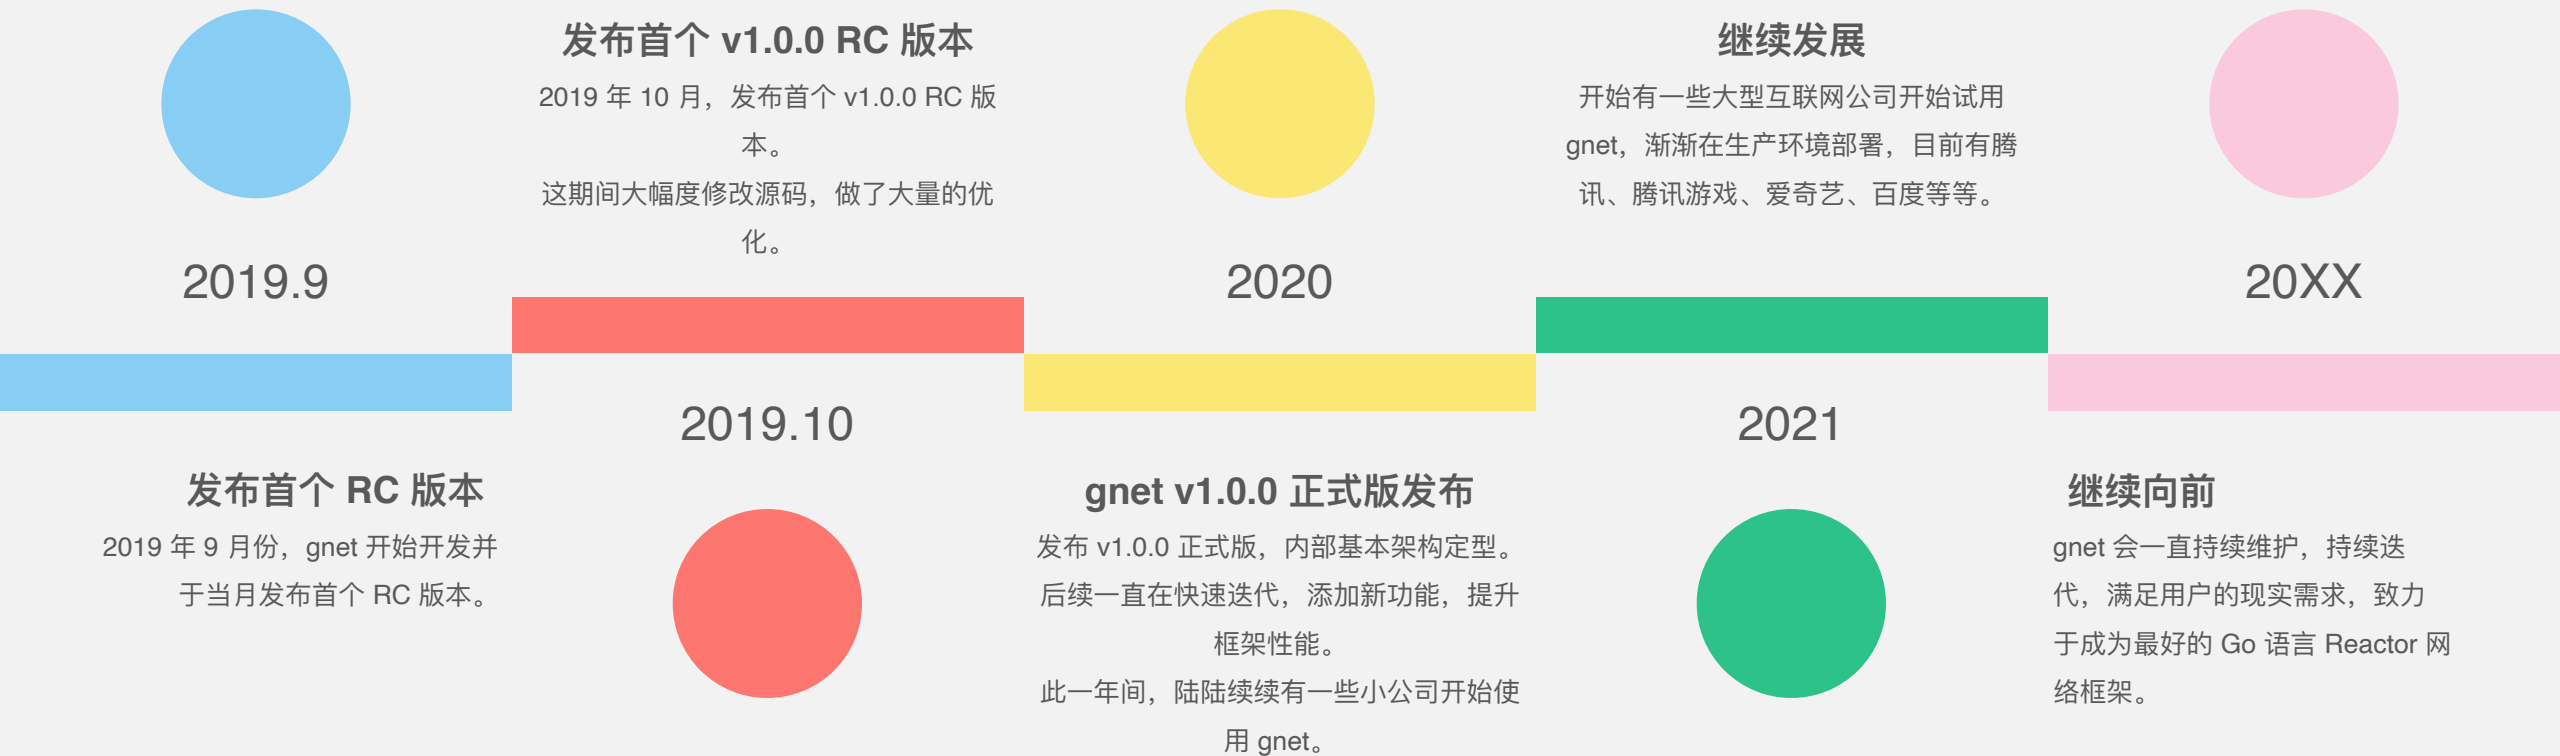 2019.9
发布首个 RC 版本
2019 年 9 月份，gnet 开始开发并
于当月发布首个 RC 版本。
发布首个 v1.0.0 RC 版本
2019 年 10 月，发布首个 v1.0.0 RC 版
本。
这期间大幅度修改源码，做了大量的优
化。
2019.10
2020
gnet v1.0.0 正式版发布
发布 v1.0.0 正式版，内部基本架构定型。
后续一直在快速迭代，添加新功能，提升
框架性能。
此一年间，陆陆续续有一些小公司开始使
用 gnet。
继续发展
开始有一些大型互联网公司开始试用
gnet，渐渐在生产环境部署，目前有腾
讯、腾讯游戏、爱奇艺、百度等等。
2021
20XX
继续向前
gnet 会一直持续维护，持续迭
代，满足用户的现实需求，致力
于成为最好的 Go 语言 Reactor 网
络框架。